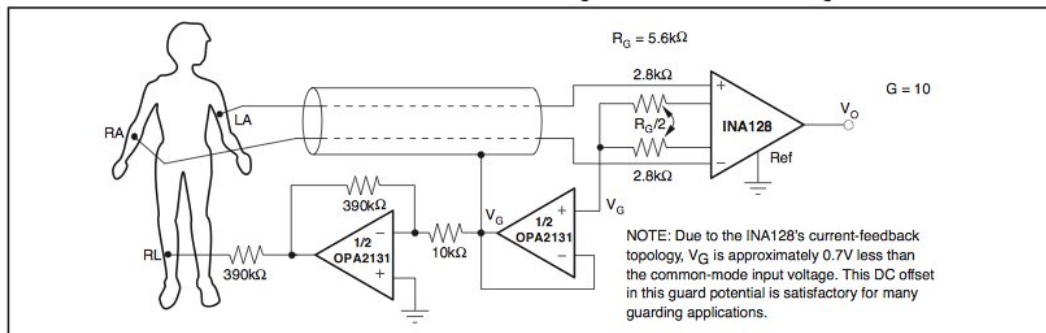 R_G = 5.6kΩ
2.8kΩ
G = 10
LA
RA
R_G/2
INA128
V_O
Ref
2.8kΩ
390kΩ
V_G
V_G
1/2
OPA2131
10kΩ
1/2
OPA2131
RL
390kΩ
NOTE: Due to the INA128's current-feedback
topology, V_G is approximately 0.7V less than
the common-mode input voltage. This DC offset
in this guard potential is satisfactory for many
guarding applications.